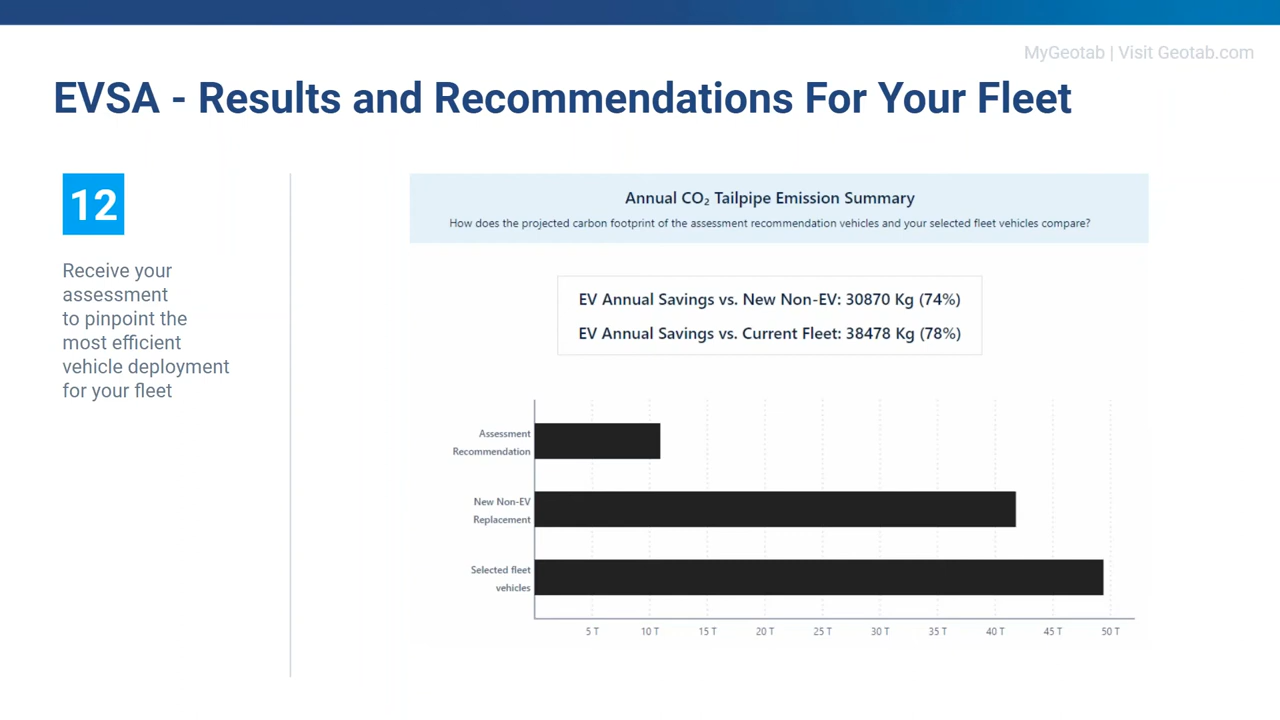 MyGeotab | Visit Geotab.com
EVSA - Results and Recommendations For Your Fleet
12
Receive your
assessment
to pinpoint the
most efficient
vehicle deployment
for your fleet
Annual CO₂ Tailpipe Emission Summary
How does the projected carbon footprint of the assessment recommendation vehicles and your selected fleet vehicles compare?
EV Annual Savings vs. New Non-EV: 30870 Kg (74%)
EV Annual Savings vs. Current Fleet: 38478 Kg (78%)
Assessment
Recommendation
New Non-EV
Replacement
Selected fleet
vehicles
5 T 10 T 15 T 20 T 25 T 30 T 35 T 40 T 45 T 50 T